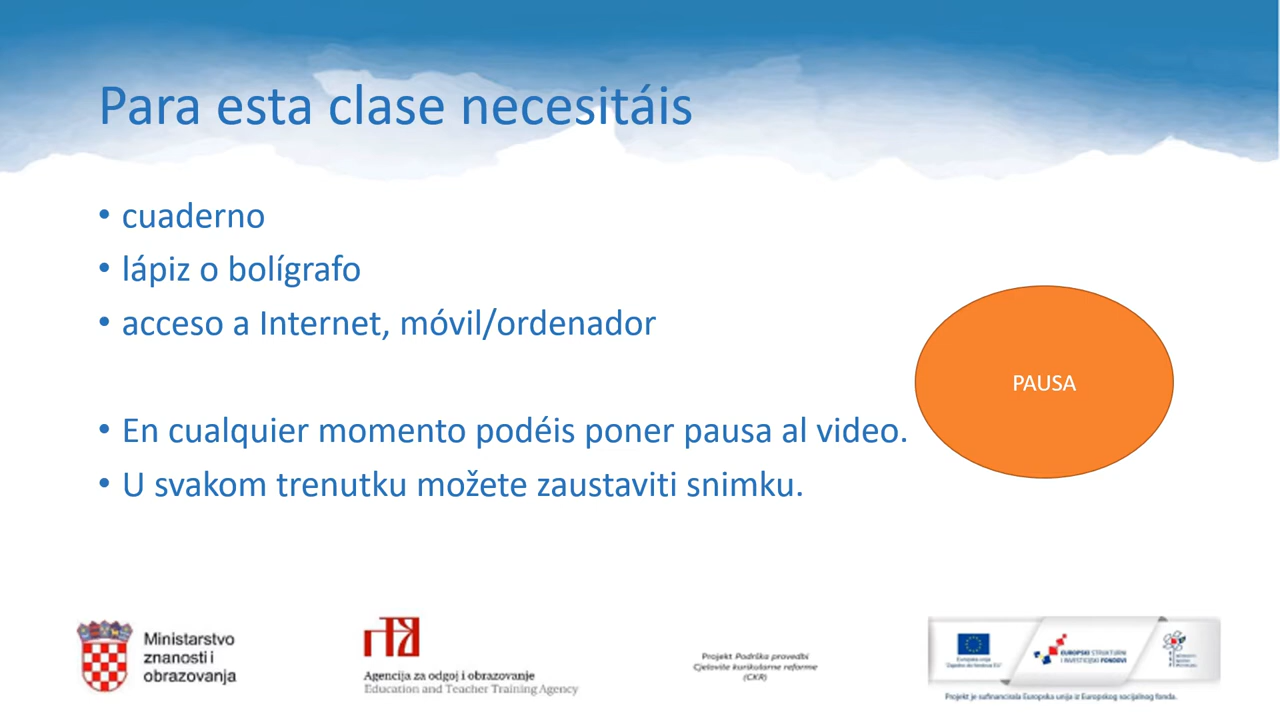 Para esta clase necesitáis
• cuaderno
• lápiz o bolígrafo
• acceso a Internet, móvil/ordenador
PAUSA
• En cualquier momento podéis poner pausa al video.
• U svakom trenutku možete zaustaviti snimku.
Ministarstvo
znanosti i
obrazovanja
Agencija za odgoj i obrazovanje
Education and Teacher Training Agency
Projekt Podrška provedbi
Cjelovite kurikularne reforme
(CKR)
Europska unija
EUROPSKI STRUKTURNI
I INVESTICIJSKI FONDOVI
Projekt je sufinancirala Europska unija iz Europskog socijalnog fonda.